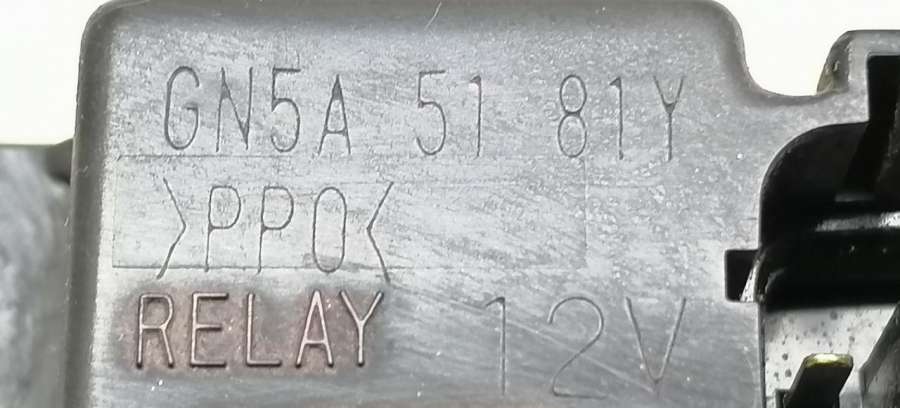 GN5A 51 81Y
>PPO<
RELAY 12V